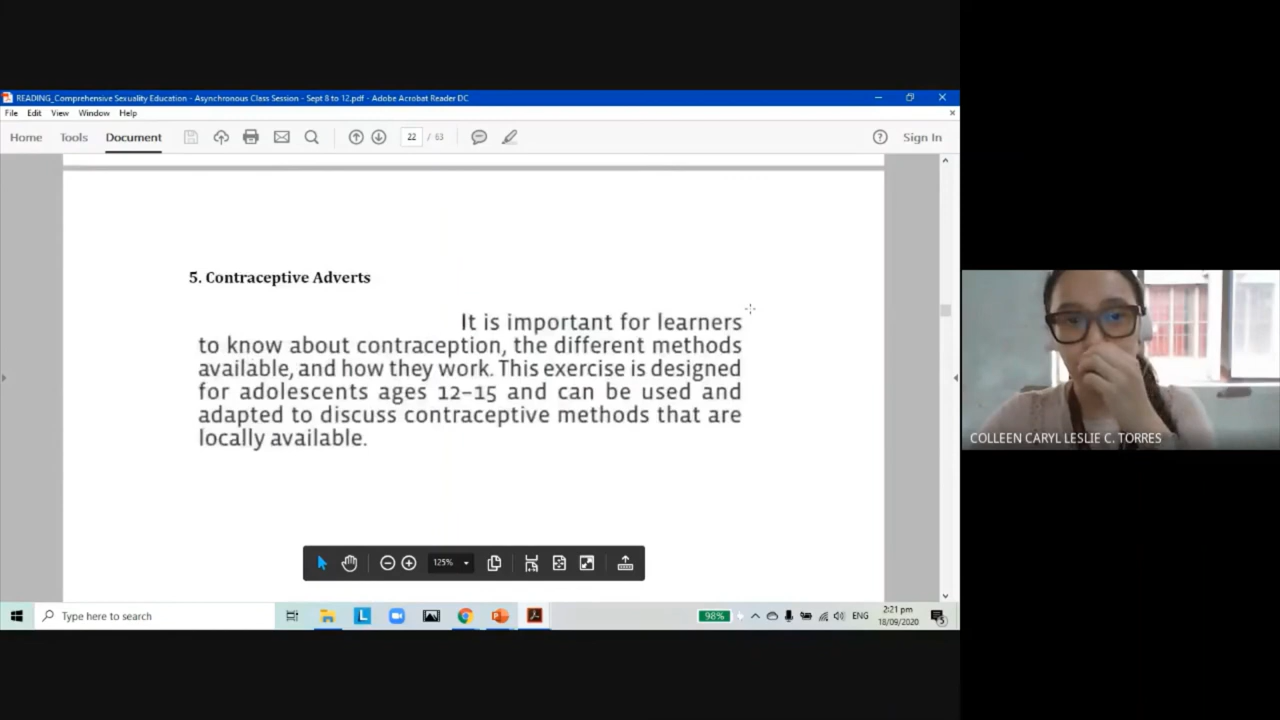 READING_Comprehensive Sexuality Education - Asynchronous Class Session - Sept 8 to 12.pdf - Adobe Acrobat Reader DC
File Edit View Window Help
Home Tools Document 22 / 63 Sign In
5. Contraceptive Adverts
It is important for learners
to know about contraception, the different methods
available, and how they work. This exercise is designed
for adolescents ages 12–15 and can be used and
adapted to discuss contraceptive methods that are
locally available.
COLLEEN CARYL LESLIE C. TORRES
125%
Type here to search
98% ENG
2:21 pm
18/09/2020
5